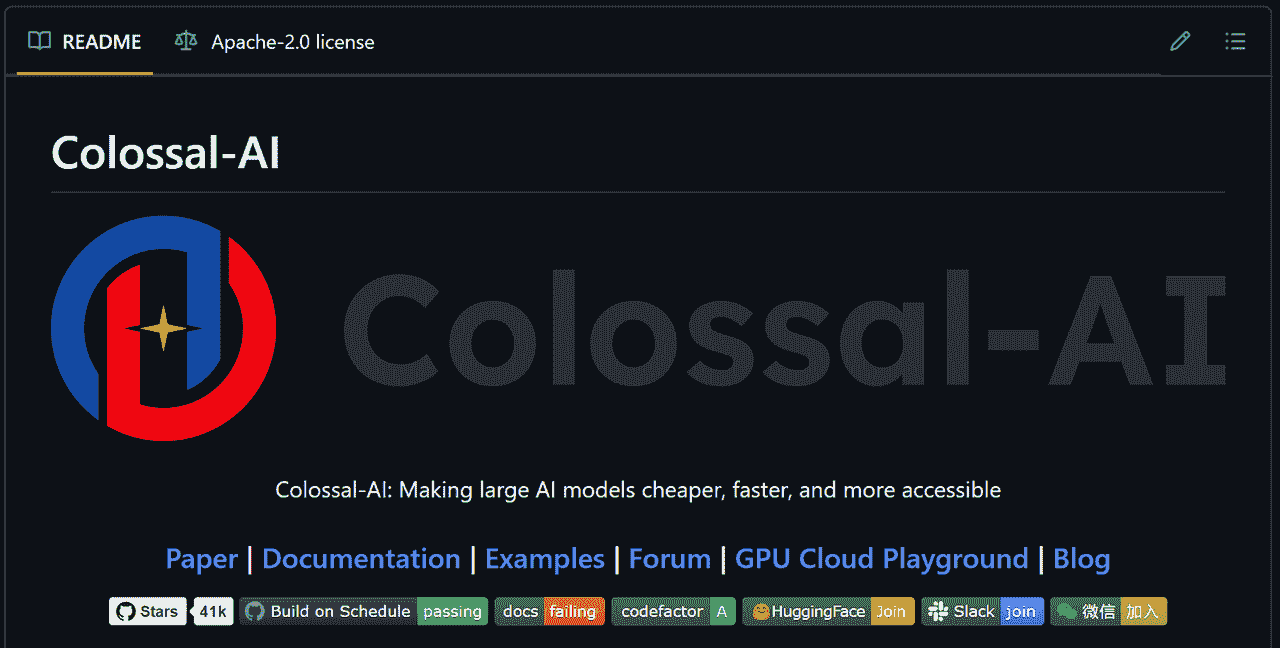 README Apache-2.0 license
Colossal-AI
Colossal-AI
Colossal-AI: Making large AI models cheaper, faster, and more accessible
Paper | Documentation | Examples | Forum | GPU Cloud Playground | Blog
Stars 41k Build on Schedule passing docs failing codefactor A HuggingFace Join Slack join 微信 加入